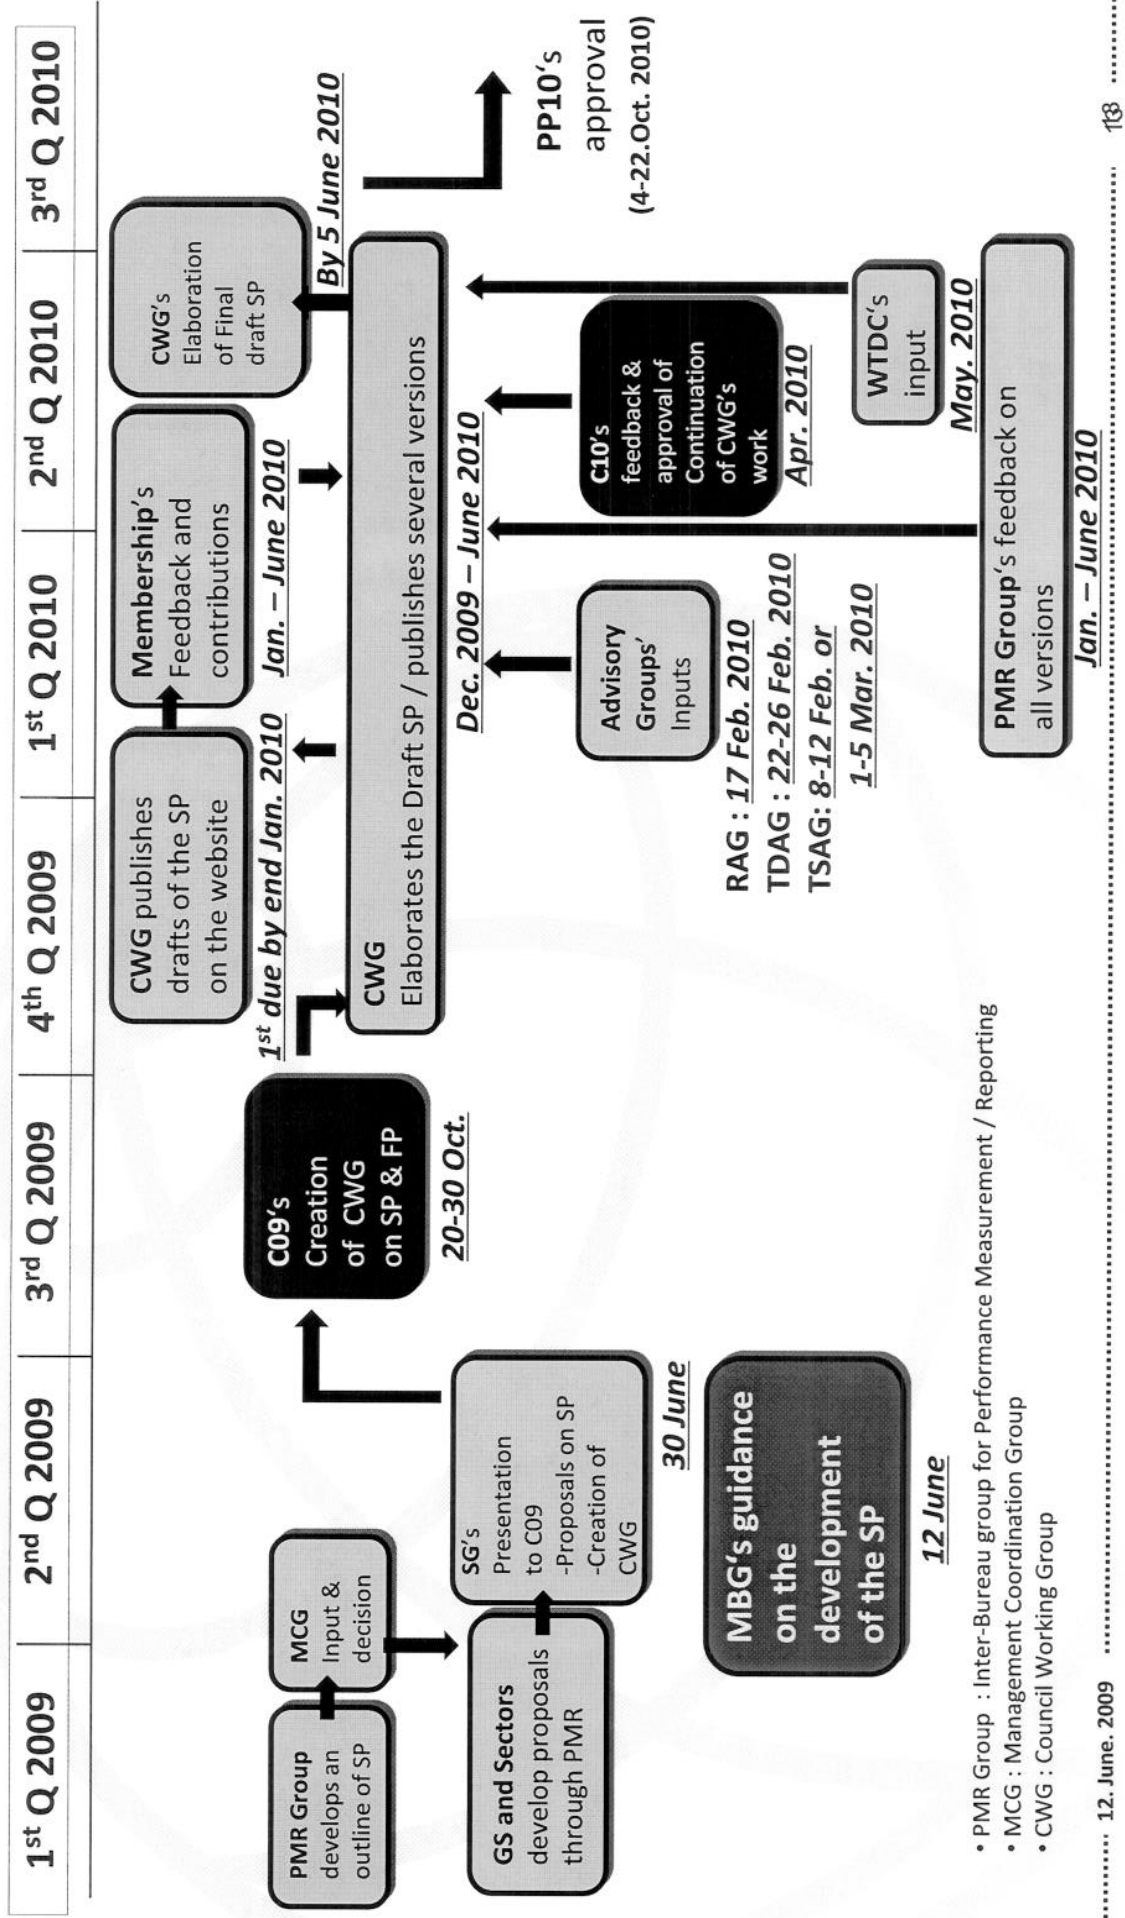 1st Q 2009
2nd Q 2009
3rd Q 2009
4th Q 2009
1st Q 2010
2nd Q 2010
3rd Q 2010
PMR Group
develops an
outline of SP
MCG
Input &
decision
GS and Sectors
develop proposals
through PMR
SG's
Presentation
to C09
-Proposals on SP
-Creation of
CWG
30 June
MBG's guidance
on the
development
of the SP
12 June
C09's
Creation
of CWG
on SP & FP
20-30 Oct.
CWG publishes
drafts of the SP
on the website
1st due by end Jan. 2010
Membership's
Feedback and
contributions
Jan. – June 2010
CWG's
Elaboration
of Final
draft SP
By 5 June 2010
CWG
Elaborates the Draft SP / publishes several versions
Dec. 2009 – June 2010
PP10's
approval
(4-22.Oct. 2010)
Advisory
Groups'
Inputs
RAG : 17 Feb. 2010
TDAG : 22-26 Feb. 2010
TSAG: 8-12 Feb. or
1-5 Mar. 2010
C10's
feedback &
approval of
Continuation
of CWG's
work
Apr. 2010
WTDC's
input
May. 2010
PMR Group's feedback on
all versions
Jan. – June 2010
• PMR Group : Inter-Bureau group for Performance Measurement / Reporting
• MCG : Management Coordination Group
• CWG : Council Working Group
12. June. 2009